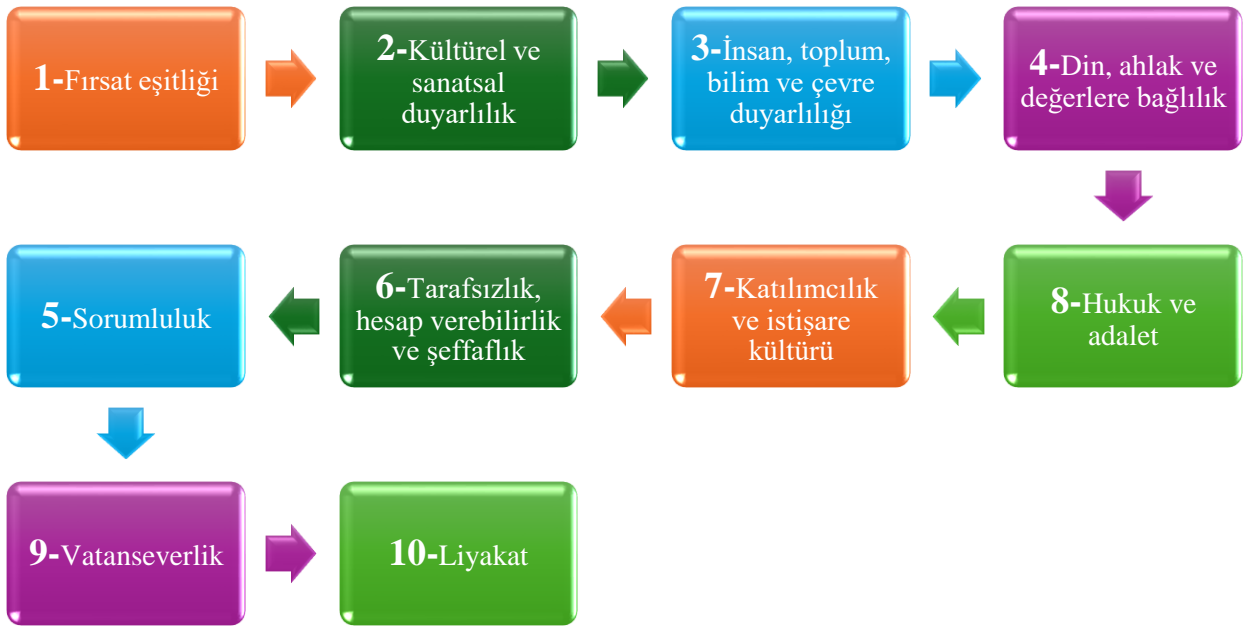 1-Fırsat eşitliği
2-Kültürel ve
sanatsal
duyarlılık
3-İnsan, toplum,
bilim ve çevre
duyarlılığı
4-Din, ahlak ve
değerlere bağlılık
5-Sorumluluk
6-Tarafsızlık,
hesap verebilirlik
ve şeffaflık
7-Katılımcılık
ve istişare
kültürü
8-Hukuk ve
adalet
9-Vatanseverlik
10-Liyakat